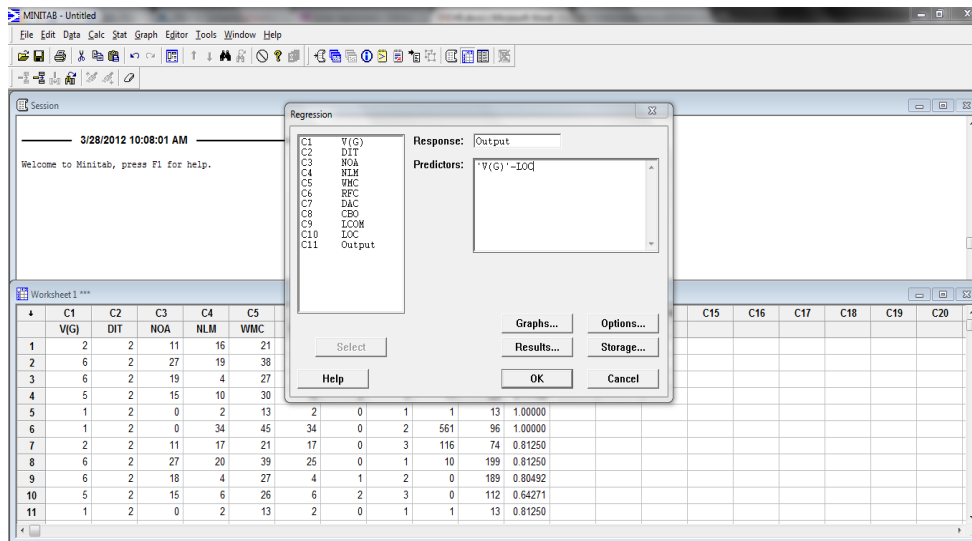 MINITAB - Untitled
File Edit Data Calc Stat Graph Editor Tools Window Help
Session
3/28/2012 10:08:01 AM
Welcome to Minitab, press F1 for help.
Regression
C1 V(G)
C2 DIT
C3 NOA
C4 NLM
C5 WMC
C6 RFC
C7 DAC
C8 CBO
C9 LCOM
C10 LOC
C11 Output
Response: Output
Predictors: 'V(G)'-LOC
Graphs... Options...
Select Results... Storage...
Help OK Cancel
Worksheet 1 ***
C1 C2 C3 C4 C5 C15 C16 C17 C18 C19 C20
V(G) DIT NOA NLM WMC
1 2 2 11 16 21
2 6 2 27 19 38
3 6 2 19 4 27
4 5 2 15 10 30
5 1 2 0 2 13 2 0 1 1 13 1.00000
6 1 2 0 34 45 34 0 2 561 96 1.00000
7 2 2 11 17 21 17 0 3 116 74 0.81250
8 6 2 27 20 39 25 0 1 10 199 0.81250
9 6 2 18 4 27 4 1 2 0 189 0.80492
10 5 2 15 6 26 6 2 3 0 112 0.64271
11 1 2 0 2 13 2 0 1 1 13 0.81250